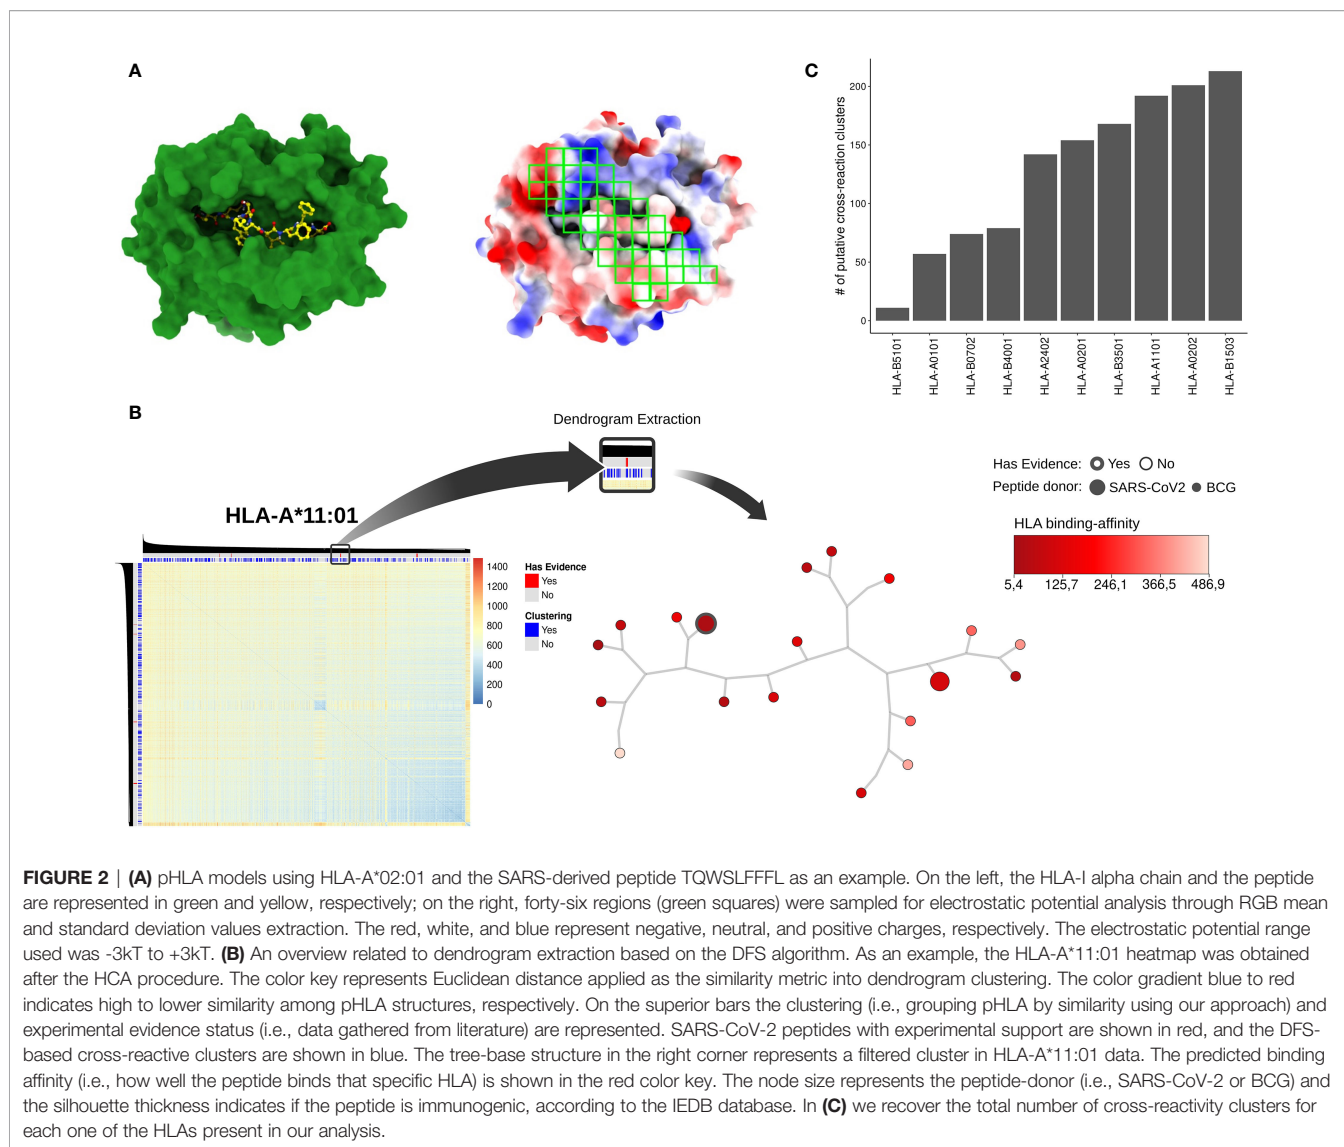 A
C
# of putative cross-reaction clusters
200
150
100
50
0
HLA-B5101
HLA-A0101
HLA-B0702
HLA-B4001
HLA-A2402
HLA-A0201
HLA-B3501
HLA-A1101
HLA-A0202
HLA-B1503
B
Dendrogram Extraction
HLA-A*11:01
1400
1200
1000
800
600
400
200
0
Has Evidence
Yes
No
Clustering
Yes
No
Has Evidence: Yes No
Peptide donor: SARS-CoV2 BCG
HLA binding-affinity
5,4 125,7 246,1 366,5 486,9
FIGURE 2 | (A) pHLA models using HLA-A*02:01 and the SARS-derived peptide TQWSLFFFL as an example. On the left, the HLA-I alpha chain and the peptide
are represented in green and yellow, respectively; on the right, forty-six regions (green squares) were sampled for electrostatic potential analysis through RGB mean
and standard deviation values extraction. The red, white, and blue represent negative, neutral, and positive charges, respectively. The electrostatic potential range
used was -3kT to +3kT. (B) An overview related to dendrogram extraction based on the DFS algorithm. As an example, the HLA-A*11:01 heatmap was obtained
after the HCA procedure. The color key represents Euclidean distance applied as the similarity metric into dendrogram clustering. The color gradient blue to red
indicates high to lower similarity among pHLA structures, respectively. On the superior bars the clustering (i.e., grouping pHLA by similarity using our approach) and
experimental evidence status (i.e., data gathered from literature) are represented. SARS-CoV-2 peptides with experimental support are shown in red, and the DFS-
based cross-reactive clusters are shown in blue. The tree-base structure in the right corner represents a filtered cluster in HLA-A*11:01 data. The predicted binding
affinity (i.e., how well the peptide binds that specific HLA) is shown in the red color key. The node size represents the peptide-donor (i.e., SARS-CoV-2 or BCG) and
the silhouette thickness indicates if the peptide is immunogenic, according to the IEDB database. In (C) we recover the total number of cross-reactivity clusters for
each one of the HLAs present in our analysis.